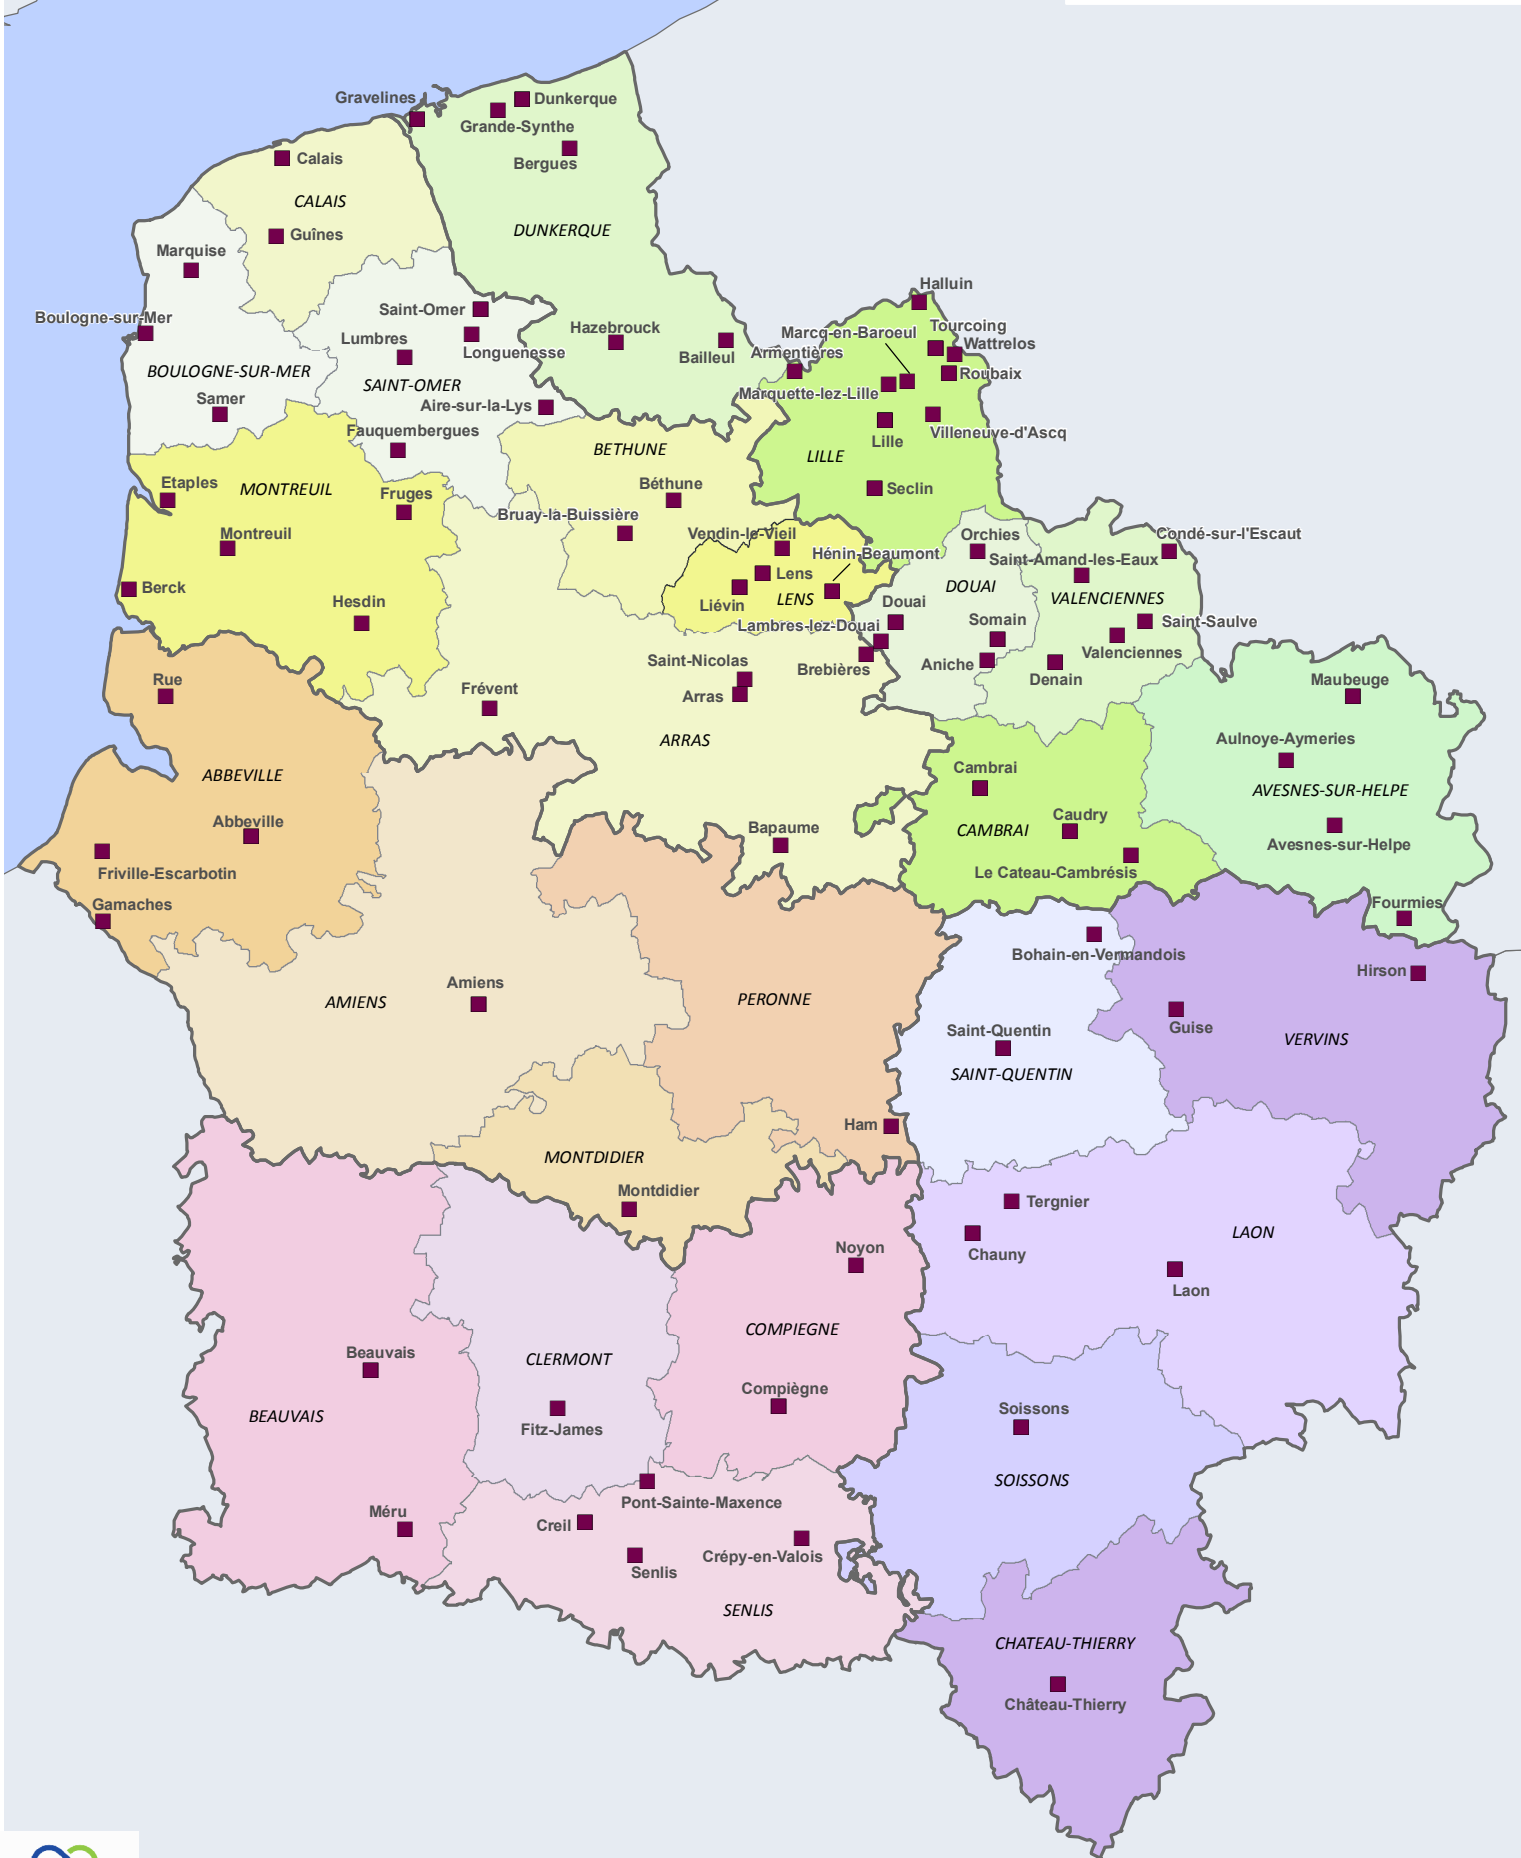 Gravelines
Dunkerque
Grande-Synthe
Bergues
Calais
CALAIS
DUNKERQUE
Guînes
Marquise
Halluin
Saint-Omer
Boulogne-sur-Mer
Hazebrouck
Tourcoing
Marcq-en-Baroeul
Lumbres
Wattrelos
Longuenesse
Bailleul
Armentières
BOULOGNE-SUR-MER
Roubaix
SAINT-OMER
Marquette-lez-Lille
Samer
Aire-sur-la-Lys
Fauquembergues
Lille
Villeneuve-d'Ascq
BETHUNE
LILLE
Etaples
MONTREUIL
Fruges
Béthune
Seclin
Bruay-la-Buissière
Montreuil
Vendin-le-Vieil
Orchies
Condé-sur-l'Escaut
Hénin-Beaumont
Saint-Amand-les-Eaux
Lens
Berck
DOUAI
Hesdin
Liévin
LENS
Douai
VALENCIENNES
Lambres-lez-Douai
Somain
Saint-Saulve
Valenciennes
Saint-Nicolas
Brebières
Aniche
Denain
Rue
Frévent
Arras
Maubeuge
ARRAS
Aulnoye-Aymeries
ABBEVILLE
Cambrai
AVESNES-SUR-HELPE
Abbeville
Bapaume
CAMBRAI
Caudry
Avesnes-sur-Helpe
Friville-Escarbotin
Le Cateau-Cambrésis
Gamaches
Fourmies
Bohain-en-Vermandois
Hirson
Amiens
AMIENS
PERONNE
Guise
Saint-Quentin
VERVINS
SAINT-QUENTIN
Ham
MONTDIDIER
Montdidier
Tergnier
LAON
Noyon
Chauny
Laon
COMPIEGNE
Beauvais
CLERMONT
Compiègne
BEAUVAIS
Fitz-James
Soissons
SOISSONS
Pont-Sainte-Maxence
Méru
Creil
Crépy-en-Valois
Senlis
SENLIS
CHATEAU-THIERRY
Château-Thierry